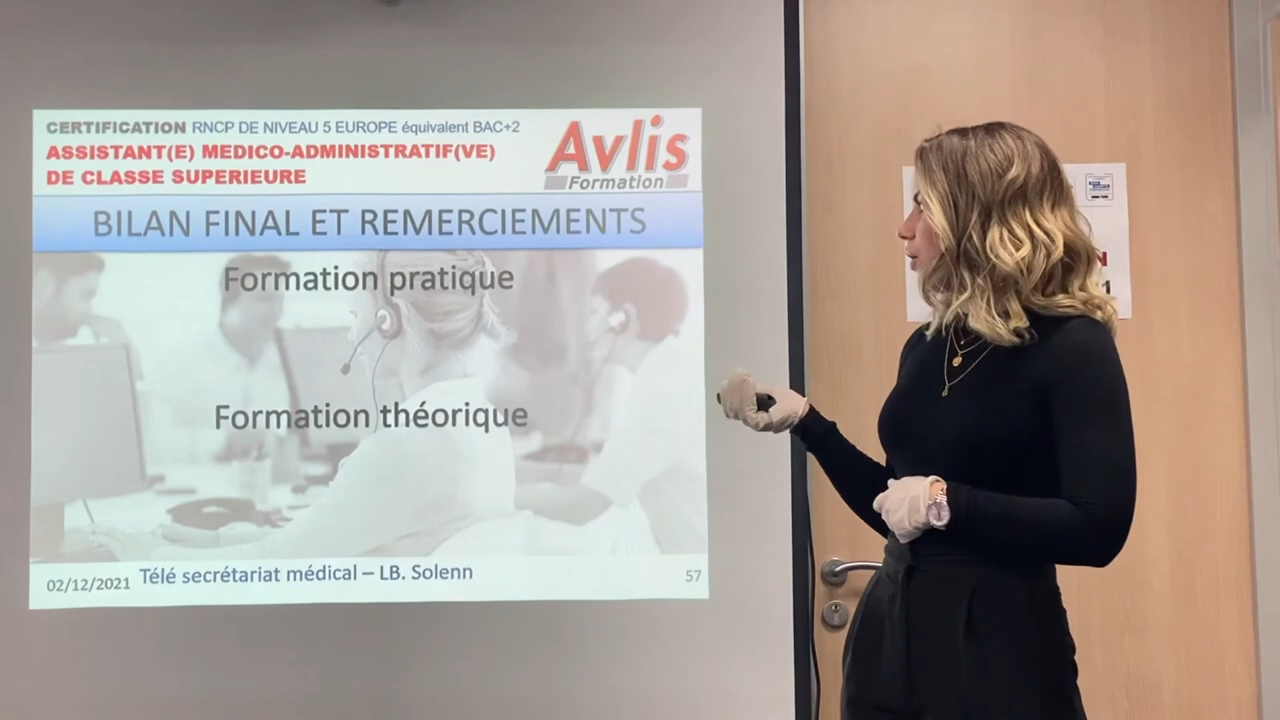 CERTIFICATION RNCP DE NIVEAU 5 EUROPE équivalent BAC+2
ASSISTANT(E) MEDICO-ADMINISTRATIF(VE)
DE CLASSE SUPERIEURE
Avlis
Formation
BILAN FINAL ET REMERCIEMENTS
Formation pratique
Formation théorique
02/12/2021 Télé secrétariat médical – LB. Solenn 57